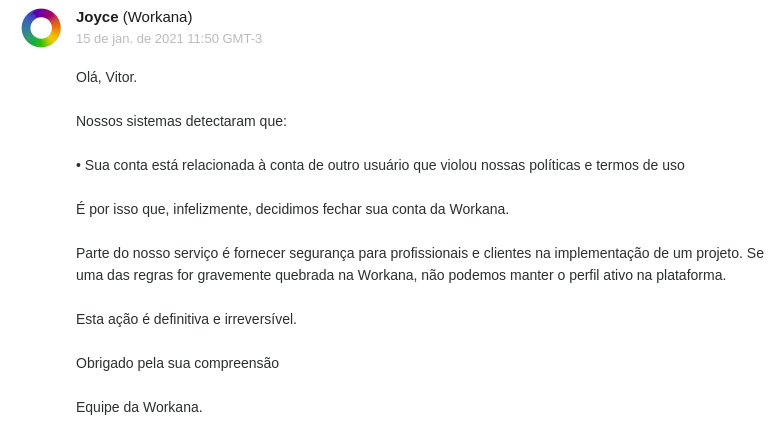 Joyce (Workana)
15 de jan. de 2021 11:50 GMT-3
Olá, Vitor.
Nossos sistemas detectaram que:
• Sua conta está relacionada à conta de outro usuário que violou nossas políticas e termos de uso
É por isso que, infelizmente, decidimos fechar sua conta da Workana.
Parte do nosso serviço é fornecer segurança para profissionais e clientes na implementação de um projeto. Se
uma das regras for gravemente quebrada na Workana, não podemos manter o perfil ativo na plataforma.
Esta ação é definitiva e irreversível.
Obrigado pela sua compreensão
Equipe da Workana.